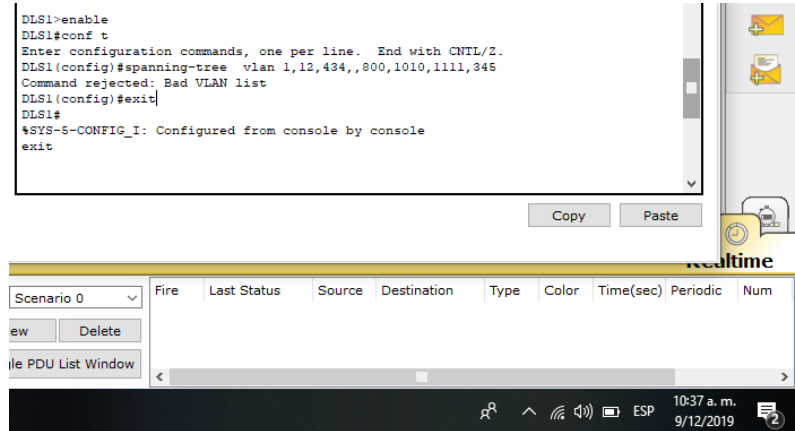 DLS1>enable
DLS1#conf t
Enter configuration commands, one per line.  End with CNTL/Z.
DLS1(config)#spanning-tree  vlan 1,12,434,,800,1010,1111,345
Command rejected: Bad VLAN list
DLS1(config)#exit
DLS1#
%SYS-5-CONFIG_I: Configured from console by console
exit
Copy Paste
Realtime
Scenario 0 Fire Last Status Source Destination Type Color Time(sec) Periodic Num
ew Delete
le PDU List Window
ESP 10:37 a. m.
9/12/2019 2